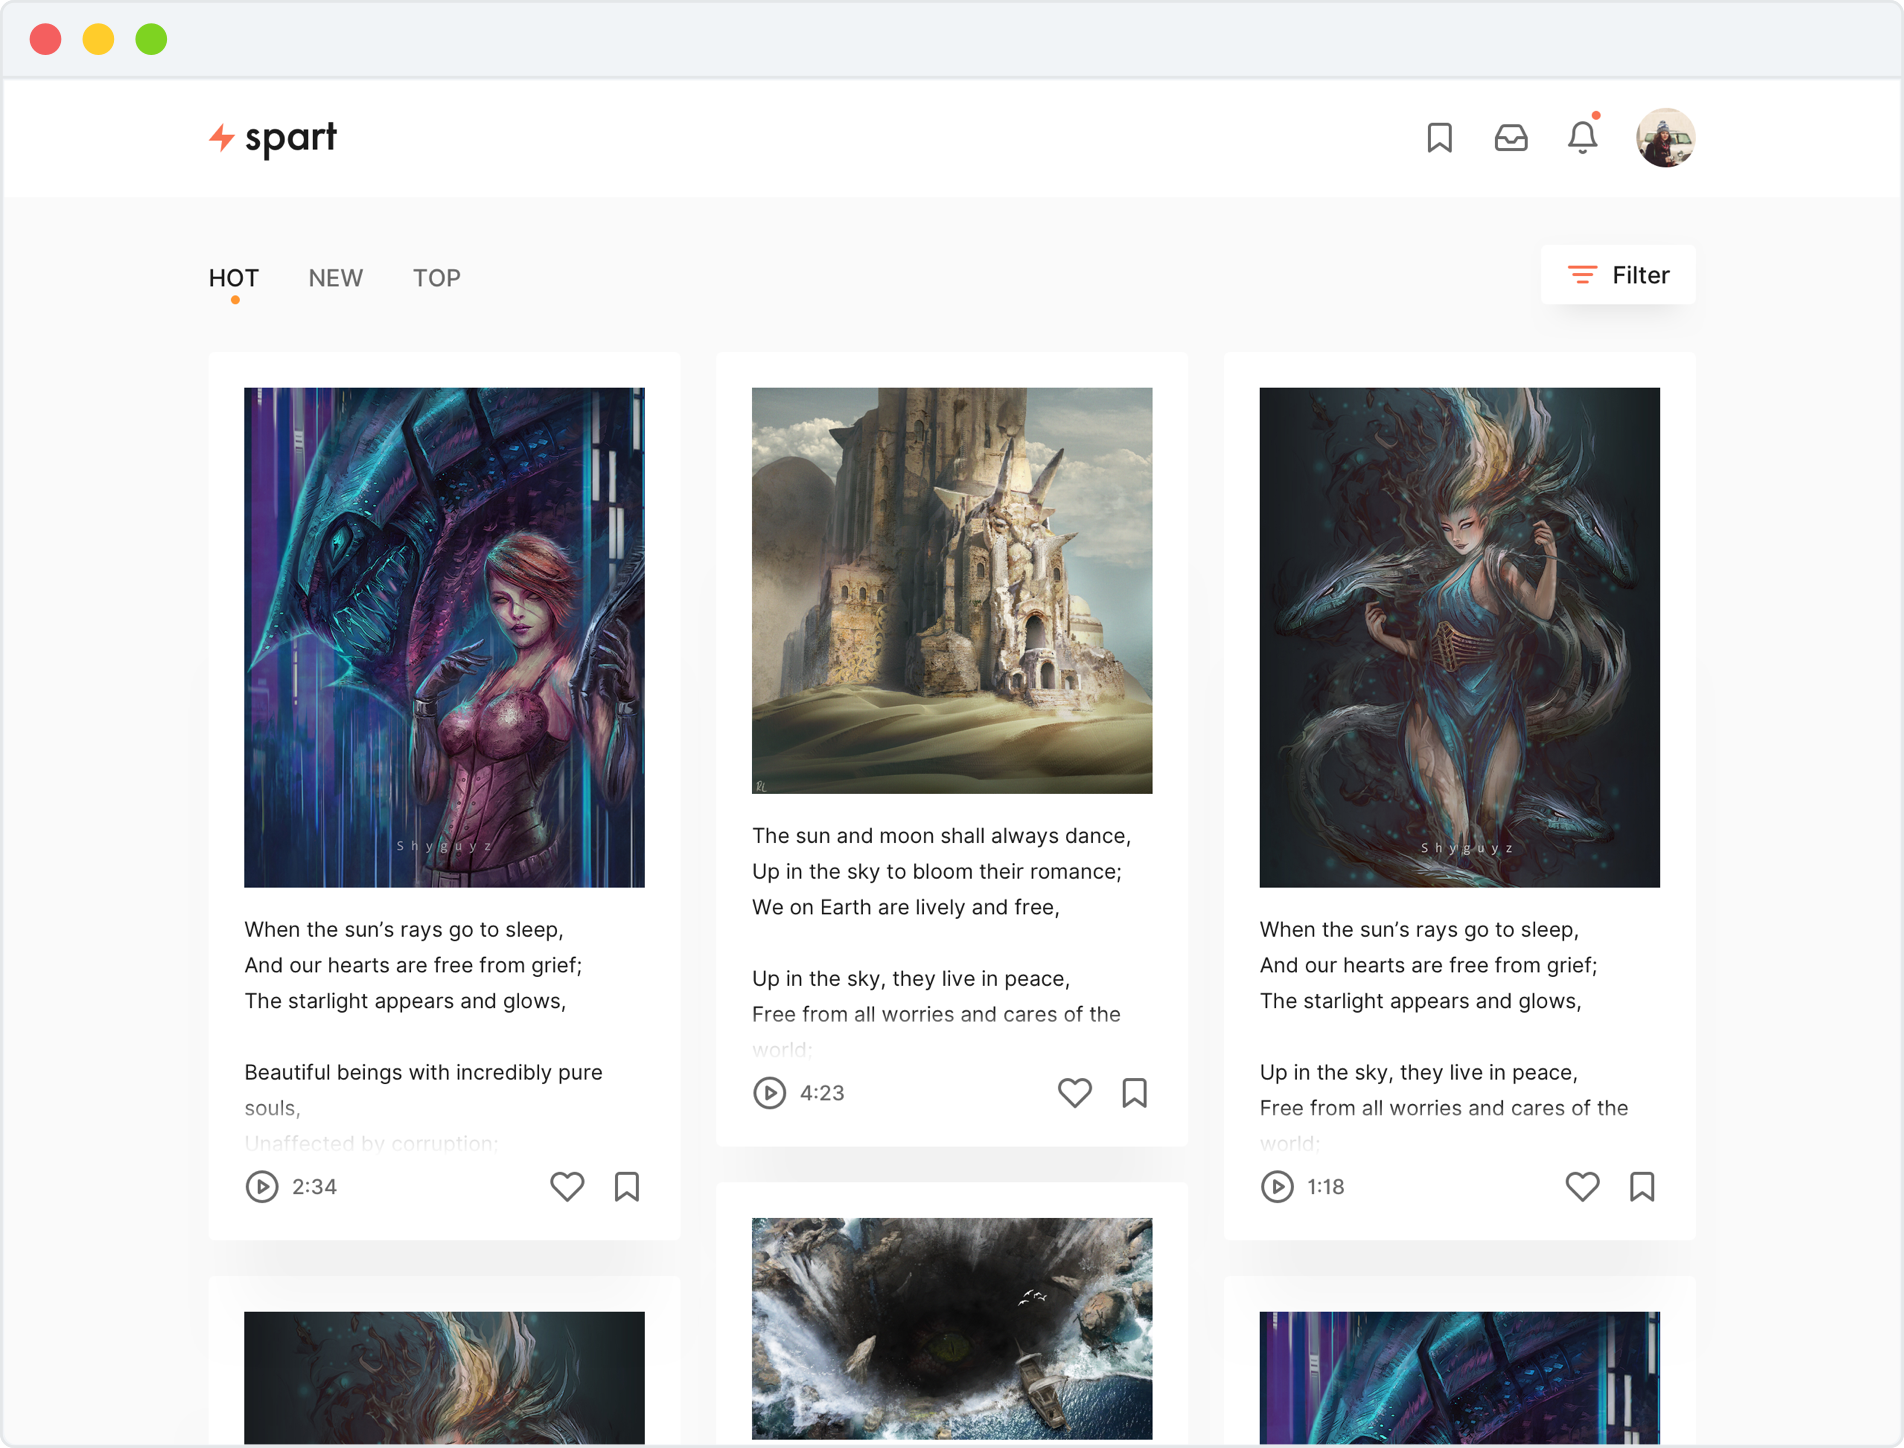 spart
HOT
NEW
TOP
Filter
Shyguyz
When the sun’s rays go to sleep,
And our hearts are free from grief;
The starlight appears and glows,
Beautiful beings with incredibly pure
souls,
Unaffected by corruption;
2:34
RL
The sun and moon shall always dance,
Up in the sky to bloom their romance;
We on Earth are lively and free,
Up in the sky, they live in peace,
Free from all worries and cares of the
world;
4:23
Shyguyz
When the sun’s rays go to sleep,
And our hearts are free from grief;
The starlight appears and glows,
Up in the sky, they live in peace,
Free from all worries and cares of the
world;
1:18